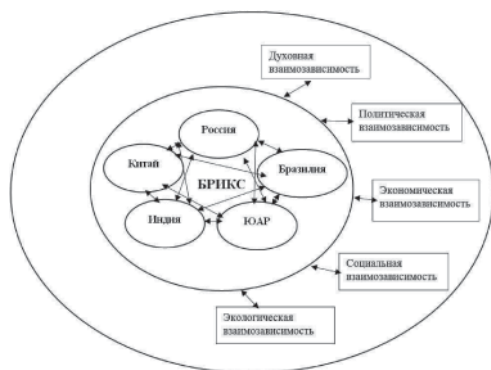 Духовная
взаимозависимость
Политическая
взаимозависимость
Россия
Китай
Бразилия
БРИКС
Экономическая
взаимозависимость
Индия
ЮАР
Социальная
взаимозависимость
Экологическая
взаимозависимость